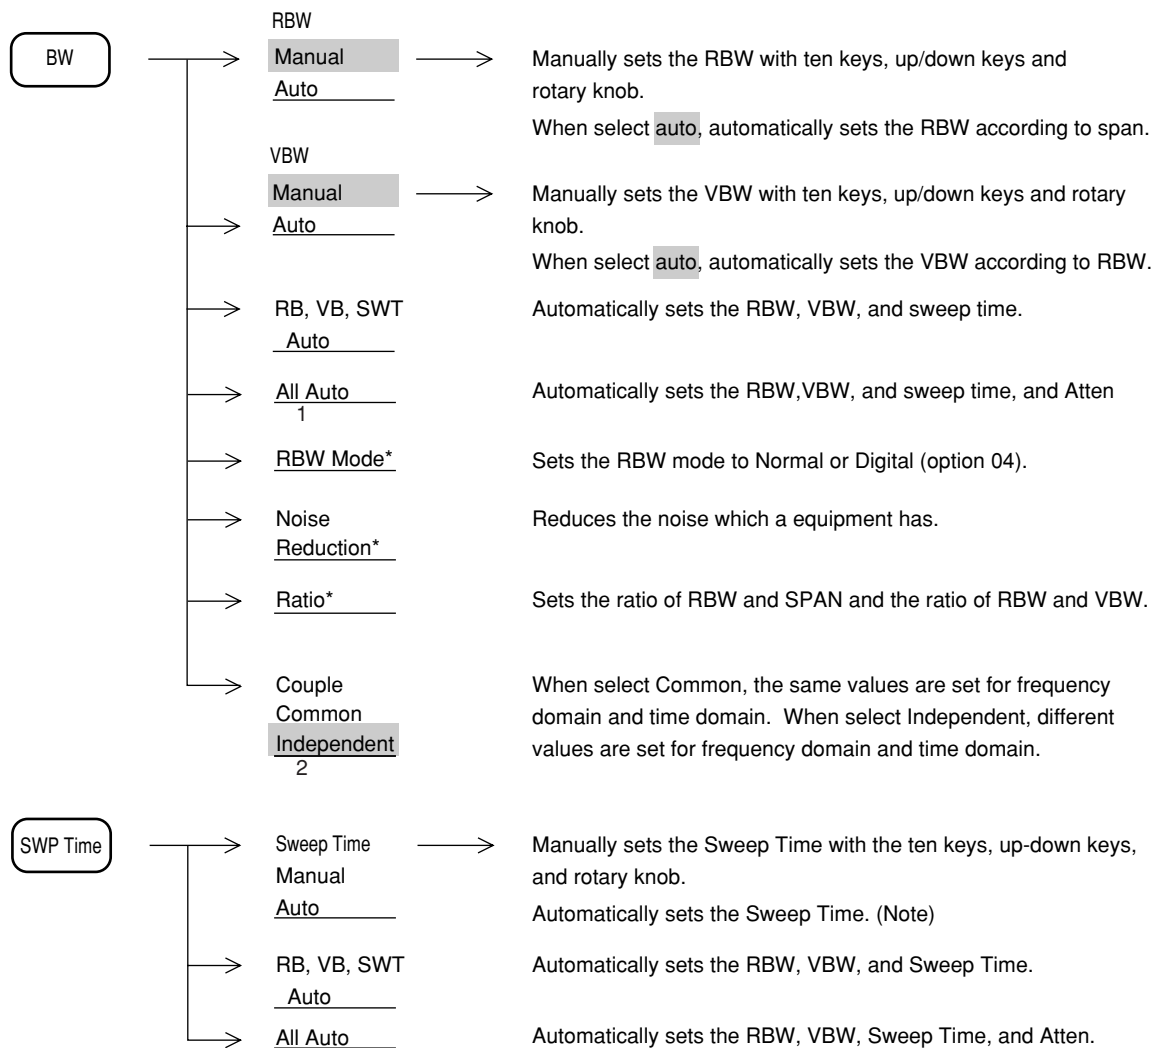 RBW
BW
Manual
Manually sets the RBW with ten keys, up/down keys and
Auto
rotary knob.
When select auto, automatically sets the RBW according to span.
VBW
Manual
Manually sets the VBW with ten keys, up/down keys and rotary
Auto
knob.
When select auto, automatically sets the VBW according to RBW.
RB, VB, SWT
Automatically sets the RBW, VBW, and sweep time.
Auto
All Auto
Automatically sets the RBW,VBW, and sweep time, and Atten
1
RBW Mode*
Sets the RBW mode to Normal or Digital (option 04).
Noise
Reduces the noise which a equipment has.
Reduction*
Ratio*
Sets the ratio of RBW and SPAN and the ratio of RBW and VBW.
Couple
When select Common, the same values are set for frequency
Common
domain and time domain.  When select Independent, different
Independent
values are set for frequency domain and time domain.
2
SWP Time
Sweep Time
Manually sets the Sweep Time with the ten keys, up-down keys,
Manual
and rotary knob.
Auto
Automatically sets the Sweep Time. (Note)
RB, VB, SWT
Automatically sets the RBW, VBW, and Sweep Time.
Auto
All Auto
Automatically sets the RBW, VBW, Sweep Time, and Atten.